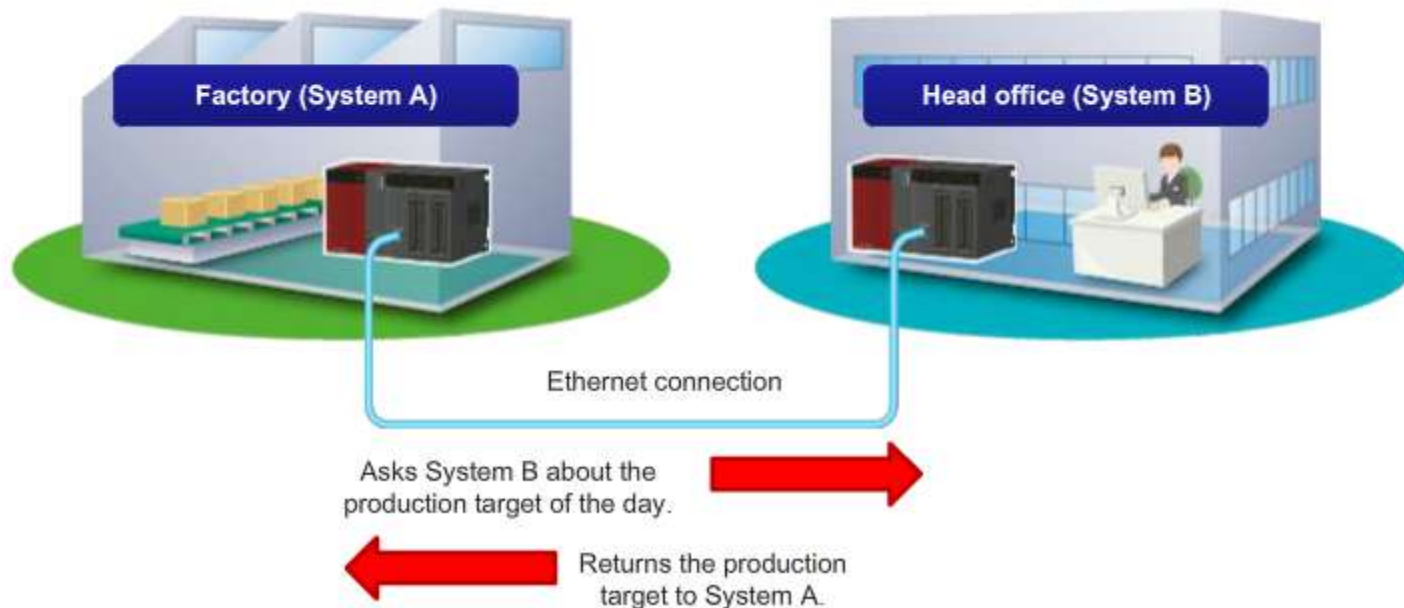 Factory (System A)
Head office (System B)
Ethernet connection
Asks System B about the
production target of the day.
Returns the production
target to System A.